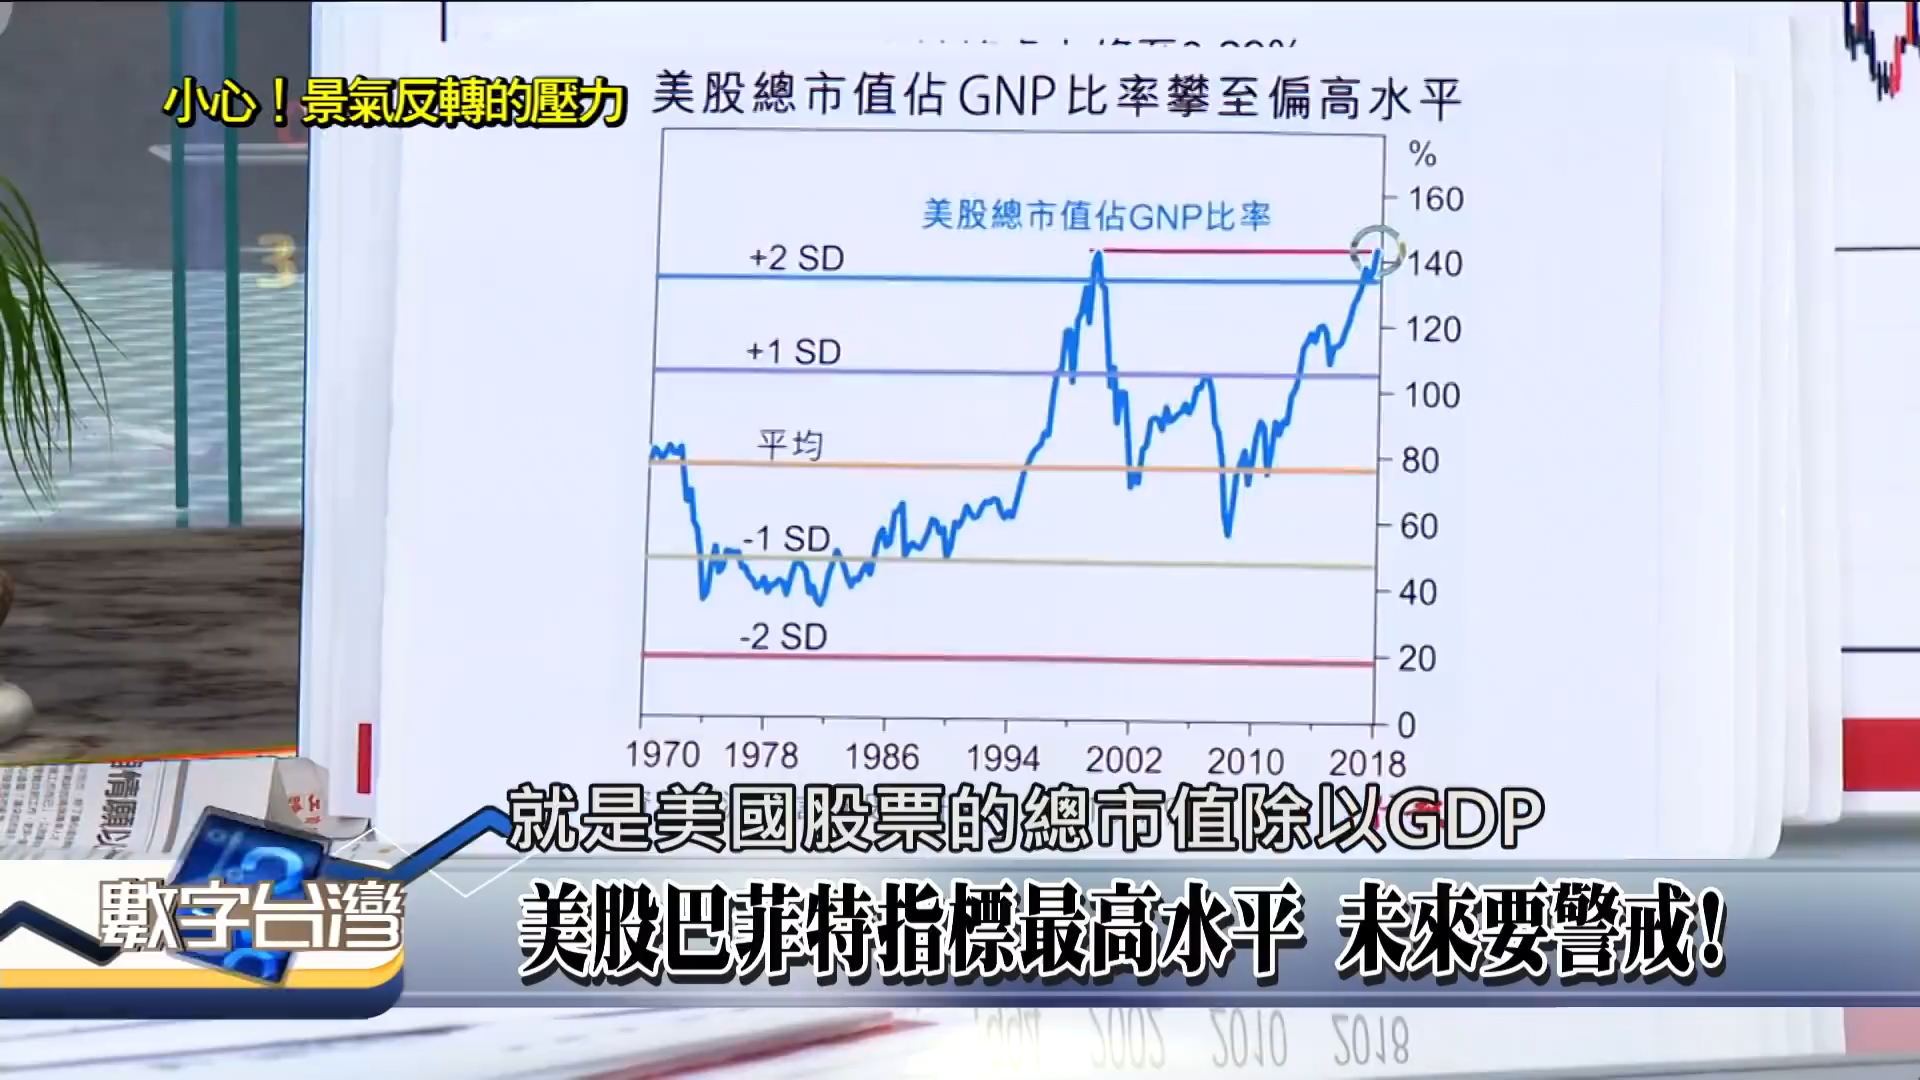 小心！景氣反轉的壓力
美股總市值佔GNP比率攀至偏高水平
%
美股總市值佔GNP比率
160
+2 SD
140
120
+1 SD
100
平均
80
60
-1 SD
40
-2 SD
20
0
1970 1978 1986 1994 2002 2010 2018
就是美國股票的總市值除以GDP
數字台灣
美股巴菲特指標最高水平 未來要警戒!
3
1994 2002 2010 2018